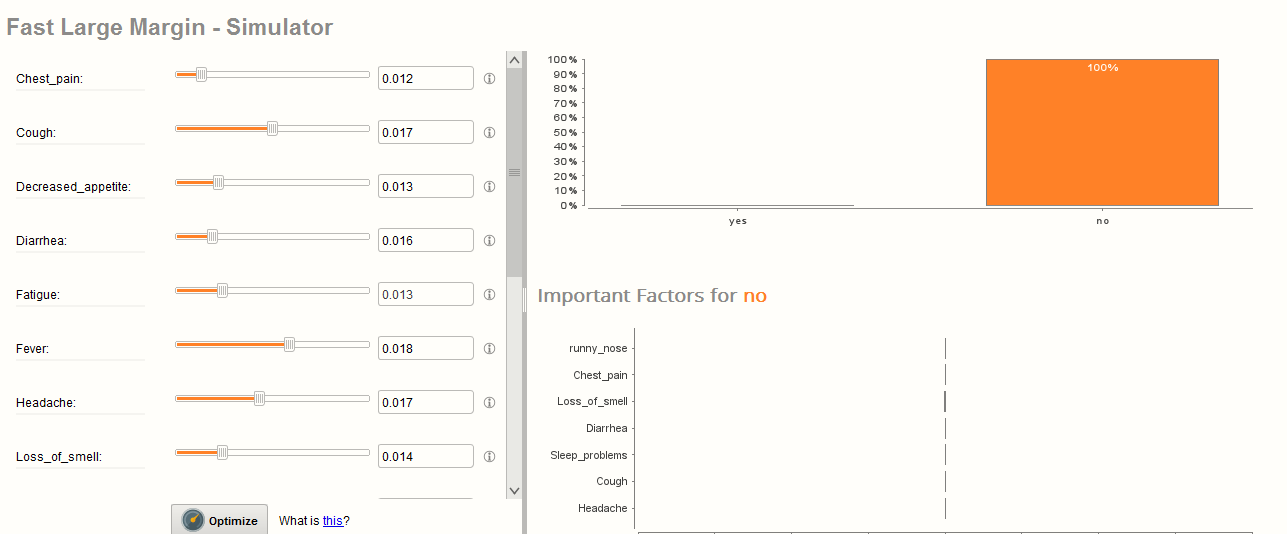 Fast Large Margin - Simulator
Chest_pain: 0.012
Cough: 0.017
Decreased_appetite: 0.013
Diarrhea: 0.016
Fatigue: 0.013
Fever: 0.018
Headache: 0.017
Loss_of_smell: 0.014
Optimize What is this?
100%
90%
80%
70%
60%
50%
40%
30%
20%
10%
0%
100%
yes no
Important Factors for no
runny_nose
Chest_pain
Loss_of_smell
Diarrhea
Sleep_problems
Cough
Headache